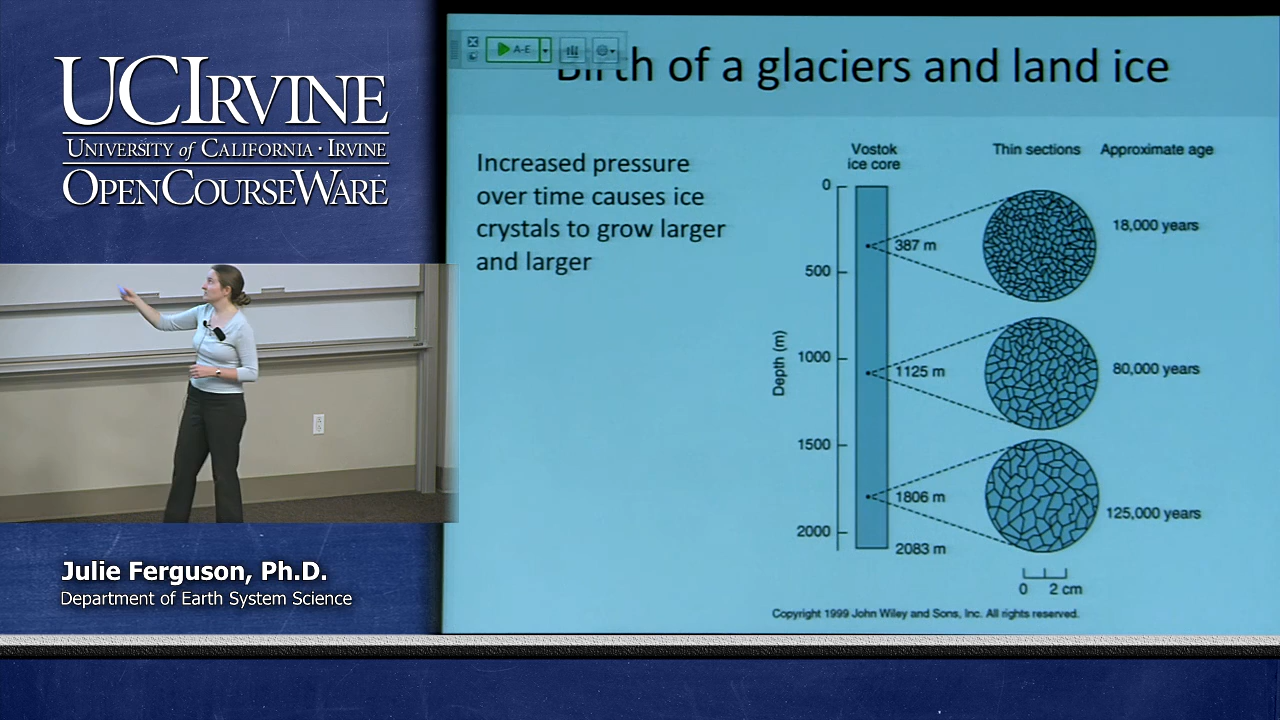 UCIRVINE
UNIVERSITY of CALIFORNIA · IRVINE
OPENCOURSEWARE
Julie Ferguson, Ph.D.
Department of Earth System Science
A-E
Birth of a glaciers and land ice
Increased pressure
over time causes ice
crystals to grow larger
and larger
Vostok
ice core
Thin sections
Approximate age
0
387 m
18,000 years
500
Depth (m)
1000
1125 m
80,000 years
1500
1806 m
125,000 years
2000
2083 m
0 2 cm
Copyright 1999 John Wiley and Sons, Inc. All rights reserved.